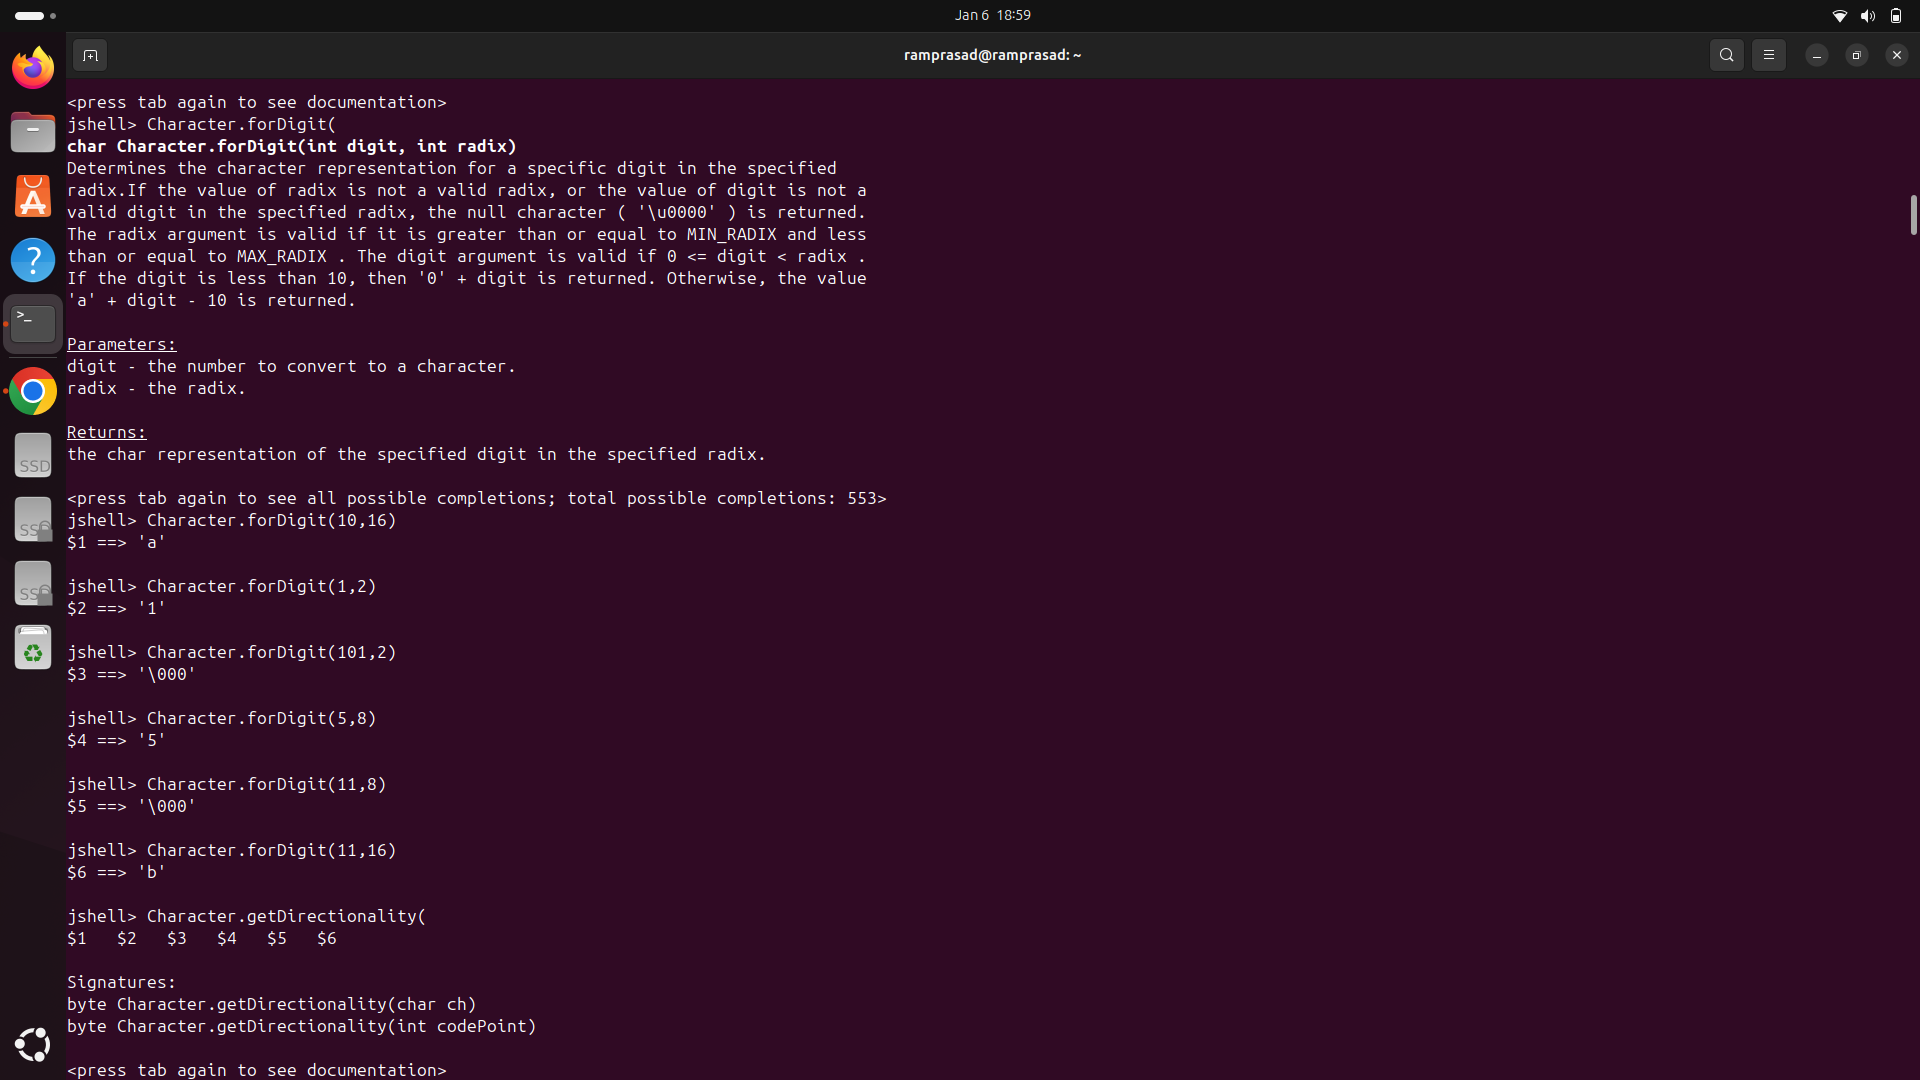 Jan 6 18:59
ramprasad@ramprasad: ~
<press tab again to see documentation>
jshell> Character.forDigit(
char Character.forDigit(int digit, int radix)
Determines the character representation for a specific digit in the specified
radix.If the value of radix is not a valid radix, or the value of digit is not a
valid digit in the specified radix, the null character ( '\u0000' ) is returned.
The radix argument is valid if it is greater than or equal to MIN_RADIX and less
than or equal to MAX_RADIX . The digit argument is valid if 0 <= digit < radix .
If the digit is less than 10, then '0' + digit is returned. Otherwise, the value
'a' + digit - 10 is returned.
Parameters:
digit - the number to convert to a character.
radix - the radix.
Returns:
the char representation of the specified digit in the specified radix.
<press tab again to see all possible completions; total possible completions: 553>
jshell> Character.forDigit(10,16)
$1 ==> 'a'
jshell> Character.forDigit(1,2)
$2 ==> '1'
jshell> Character.forDigit(101,2)
$3 ==> '\000'
jshell> Character.forDigit(5,8)
$4 ==> '5'
jshell> Character.forDigit(11,8)
$5 ==> '\000'
jshell> Character.forDigit(11,16)
$6 ==> 'b'
jshell> Character.getDirectionality(
$1   $2   $3   $4   $5   $6
Signatures:
byte Character.getDirectionality(char ch)
byte Character.getDirectionality(int codePoint)
<press tab again to see documentation>
SSD
SSD
SSD